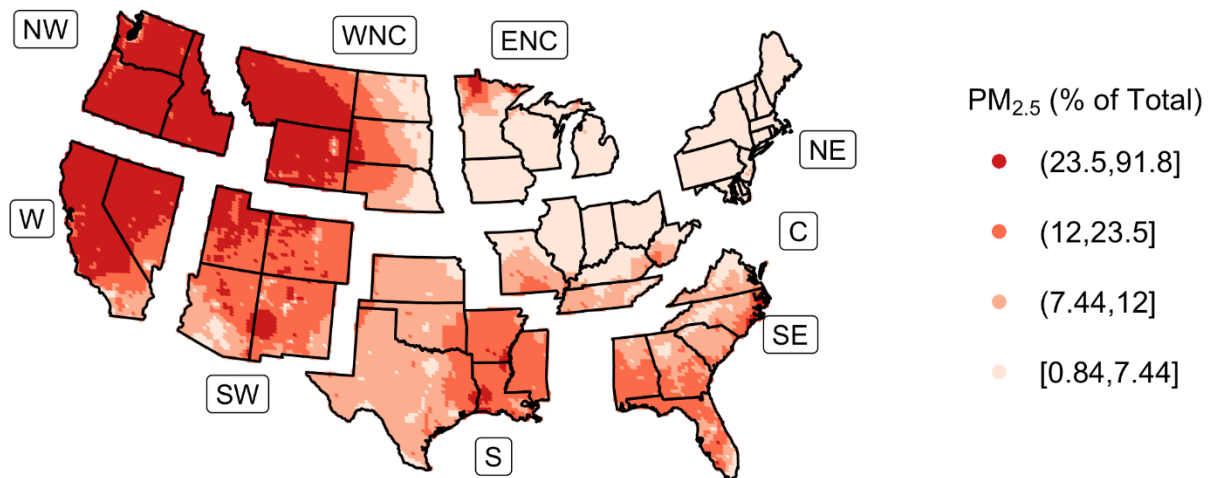 NW
WNC
ENC
NE
W
C
SW
SE
S
PM₂.₅ (% of Total)
(23.5,91.8]
(12,23.5]
(7.44,12]
[0.84,7.44]